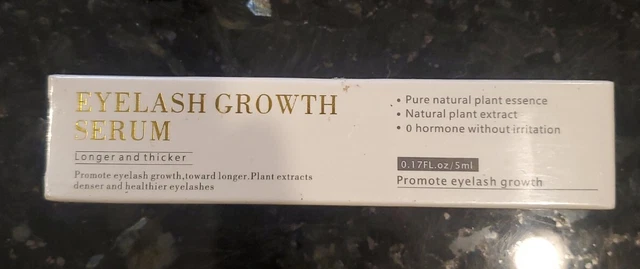 EYELASH GROWTH
SERUM
Longer and thicker
Promote eyelash growth,toward longer.Plant extracts
denser and healthier eyelashes
• Pure natural plant essence
• Natural plant extract
• 0 hormone without irritation
0.17FL.oz/5ml
Promote eyelash growth